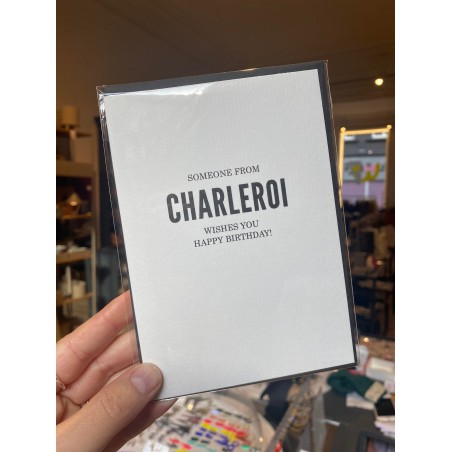 SOMEONE FROM
CHARLEROI
WISHES YOU
HAPPY BIRTHDAY!